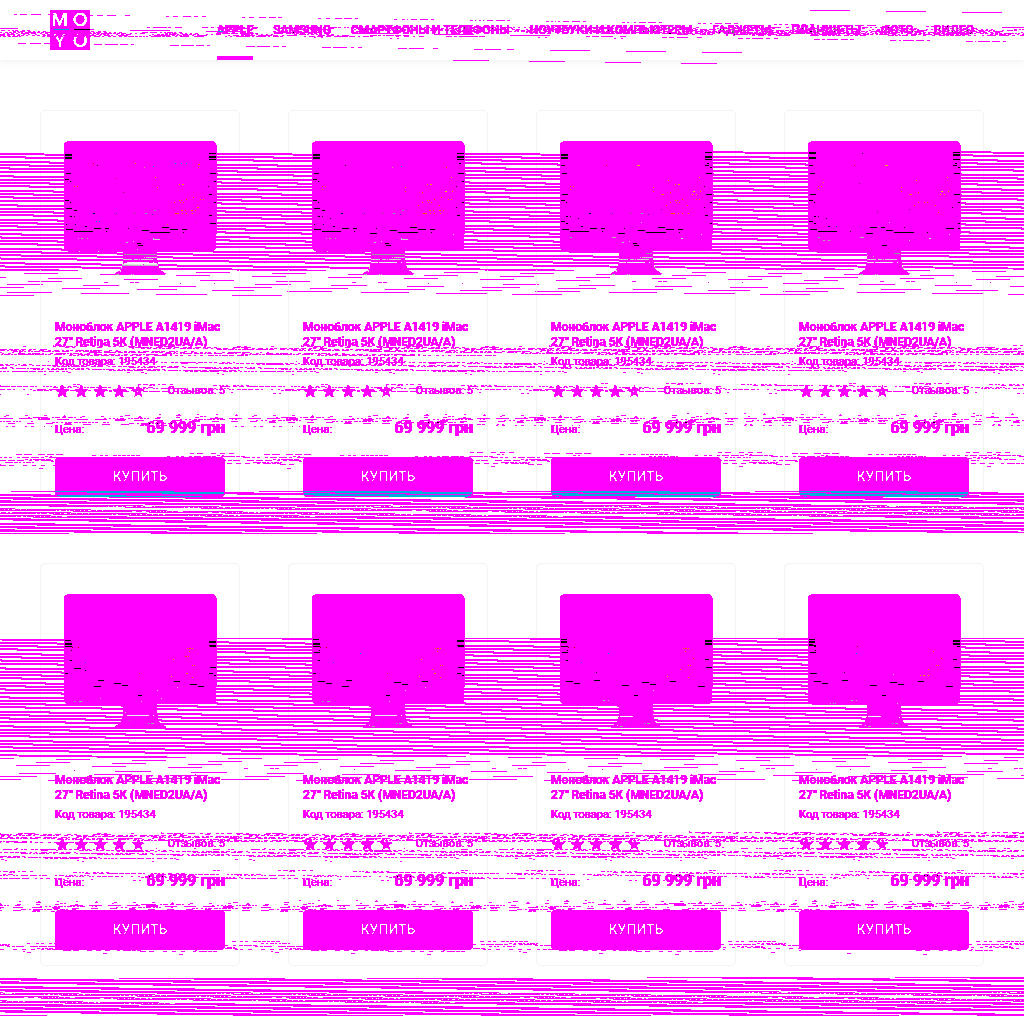 MO
YO
APPLE SAMSUNG СМАРТФОНЫ И ТЕЛЕФОНЫ НОУТБУКИ И КОМПЬЮТЕРЫ ГАДЖЕТЫ ПЛАНШЕТЫ ФОТО ВИДЕО
Моноблок APPLE A1419 iMac
27" Retina 5K (MNED2UA/A)
Код товара: 195434
Отзывов: 5
Цена: 69 999 грн
КУПИТЬ
Моноблок APPLE A1419 iMac
27" Retina 5K (MNED2UA/A)
Код товара: 195434
Отзывов: 5
Цена: 69 999 грн
КУПИТЬ
Моноблок APPLE A1419 iMac
27" Retina 5K (MNED2UA/A)
Код товара: 195434
Отзывов: 5
Цена: 69 999 грн
КУПИТЬ
Моноблок APPLE A1419 iMac
27" Retina 5K (MNED2UA/A)
Код товара: 195434
Отзывов: 5
Цена: 69 999 грн
КУПИТЬ
Моноблок APPLE A1419 iMac
27" Retina 5K (MNED2UA/A)
Код товара: 195434
Отзывов: 5
Цена: 69 999 грн
КУПИТЬ
Моноблок APPLE A1419 iMac
27" Retina 5K (MNED2UA/A)
Код товара: 195434
Отзывов: 5
Цена: 69 999 грн
КУПИТЬ
Моноблок APPLE A1419 iMac
27" Retina 5K (MNED2UA/A)
Код товара: 195434
Отзывов: 5
Цена: 69 999 грн
КУПИТЬ
Моноблок APPLE A1419 iMac
27" Retina 5K (MNED2UA/A)
Код товара: 195434
Отзывов: 5
Цена: 69 999 грн
КУПИТЬ